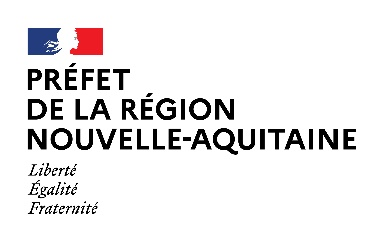 PRÉFET
DE LA RÉGION
NOUVELLE-AQUITAINE
Liberté
Égalité
Fraternité